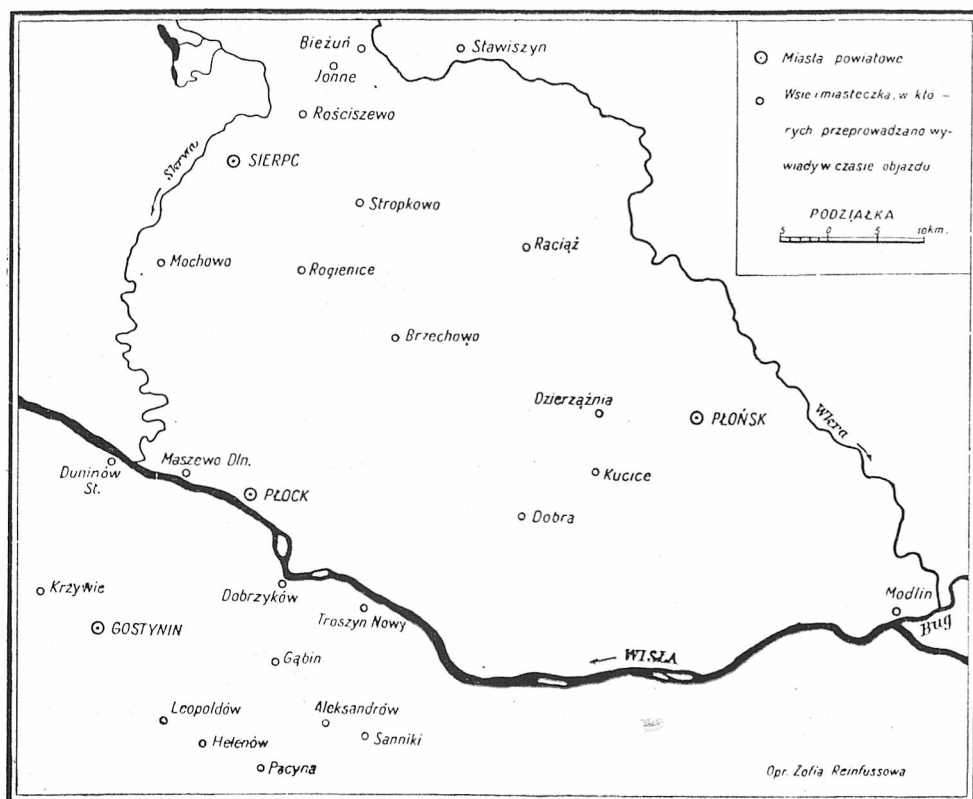 Bieżuń
Stawiszyn
Jonne
Rościszewo
Skrwa
SIERPC
Stropkowo
Mochowo
Rogienice
Raciąż
Brzechowo
Miasta powiatowe
Wsie i miasteczka, w któ-
rych przeprowadzano wy-
wiady w czasie objazdu
PODZIAŁKA
5 0 5 10 km.
Dzierzążnia
PŁOŃSK
Wkra
Duninów
St.
Maszewo Dln.
PŁOCK
Kucice
Dobra
Krzywie
Dobrzyków
Troszyn Nowy
Modlin
Bug
GOSTYNIN
Gąbin
WISŁA
Leopoldów
Aleksandrów
Helenów
Sanniki
Pacyna
Opr. Zofia Reinfussowa